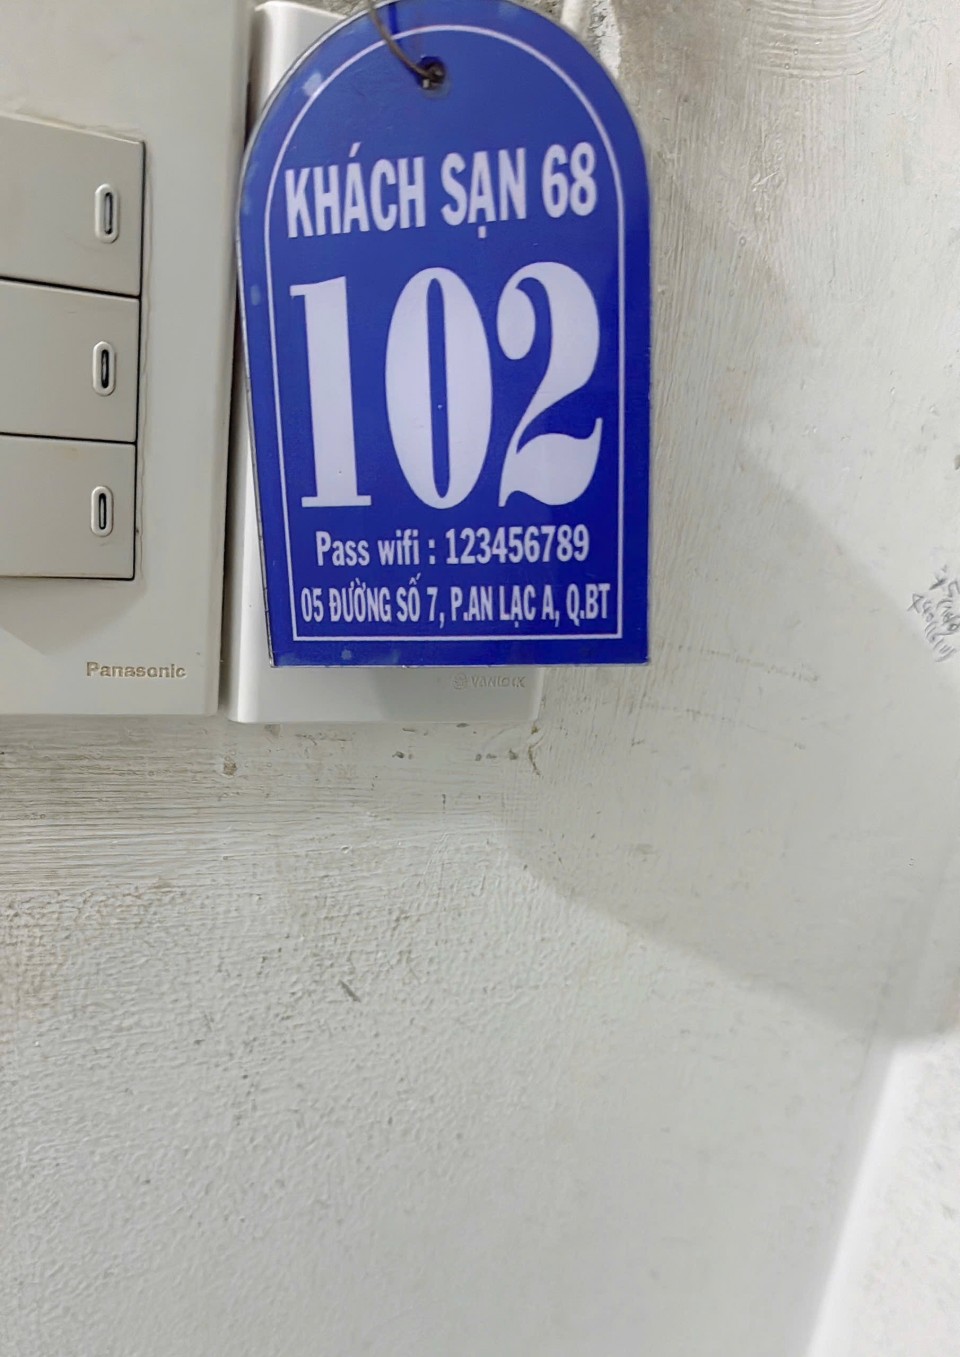 KHÁCH SẠN 68
102
Pass wifi : 123456789
05 ĐƯỜNG SỐ 7, P.AN LẠC A, Q.BT
Panasonic